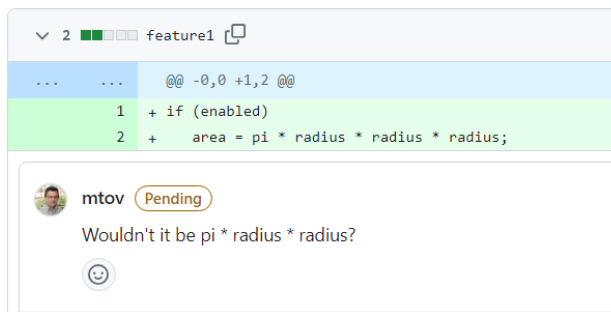 2 feature1
... ... @@ -0,0 +1,2 @@
1 + if (enabled)
2 + area = pi * radius * radius * radius;
mtov Pending
Wouldn't it be pi * radius * radius?